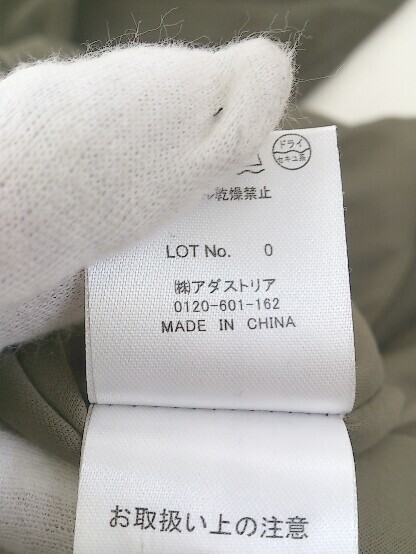 ドライ
セキユ系
乾燥禁止
LOT No. 0
㈱アダストリア
0120-601-162
MADE IN CHINA
お取扱い上の注意